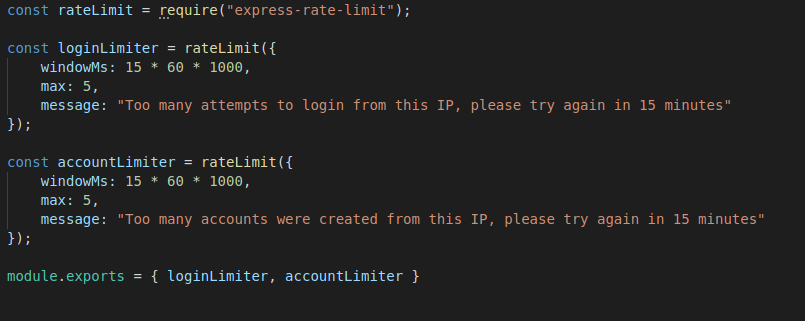 const rateLimit = require("express-rate-limit");
const loginLimiter = rateLimit({
    windowMs: 15 * 60 * 1000,
    max: 5,
    message: "Too many attempts to login from this IP, please try again in 15 minutes"
});
const accountLimiter = rateLimit({
    windowMs: 15 * 60 * 1000,
    max: 5,
    message: "Too many accounts were created from this IP, please try again in 15 minutes"
});
module.exports = { loginLimiter, accountLimiter }